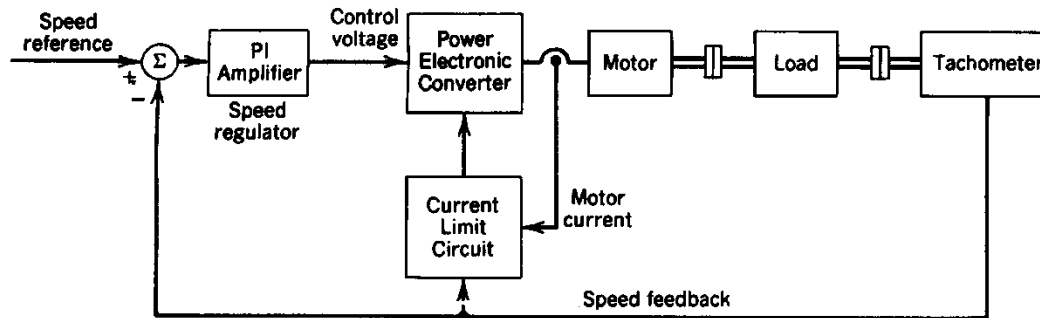 Speed
reference
+
−
Σ
PI
Amplifier
Speed
regulator
Control
voltage
Power
Electronic
Converter
Motor
Load
Tachometer
Current
Limit
Circuit
Motor
current
Speed feedback